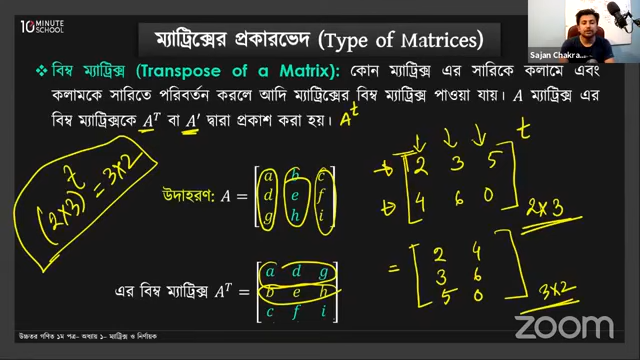 10 MINUTE SCHOOL
ম্যাট্রিক্সের প্রকারভেদ (Type of Matrices)
Sajan Chakra...
❖ বিম্ব ম্যাট্রিক্স (Transpose of a Matrix): কোন ম্যাট্রিক্স এর সারিকে কলামে এবং
কলামকে সারিতে পরিবর্তন করলে আদি ম্যাট্রিক্সের বিম্ব ম্যাট্রিক্স পাওয়া যায়। A ম্যাট্রিক্স এর
বিম্ব ম্যাট্রিক্সকে Aᵀ বা A′ দ্বারা প্রকাশ করা হয়। Aᵗ
(2×3)ᵗ = 3×2
উদাহরণ: A =
a b c
d e f
g h i
2 3 5
4 6 0
t
2×3
এর বিম্ব ম্যাট্রিক্স Aᵀ =
a d g
b e h
c f i
=
2 4
3 6
5 0
3×2
উচ্চতর গণিত ১ম পত্র- অধ্যায় ১- ম্যাট্রিক্স ও নির্ণায়ক
zoom